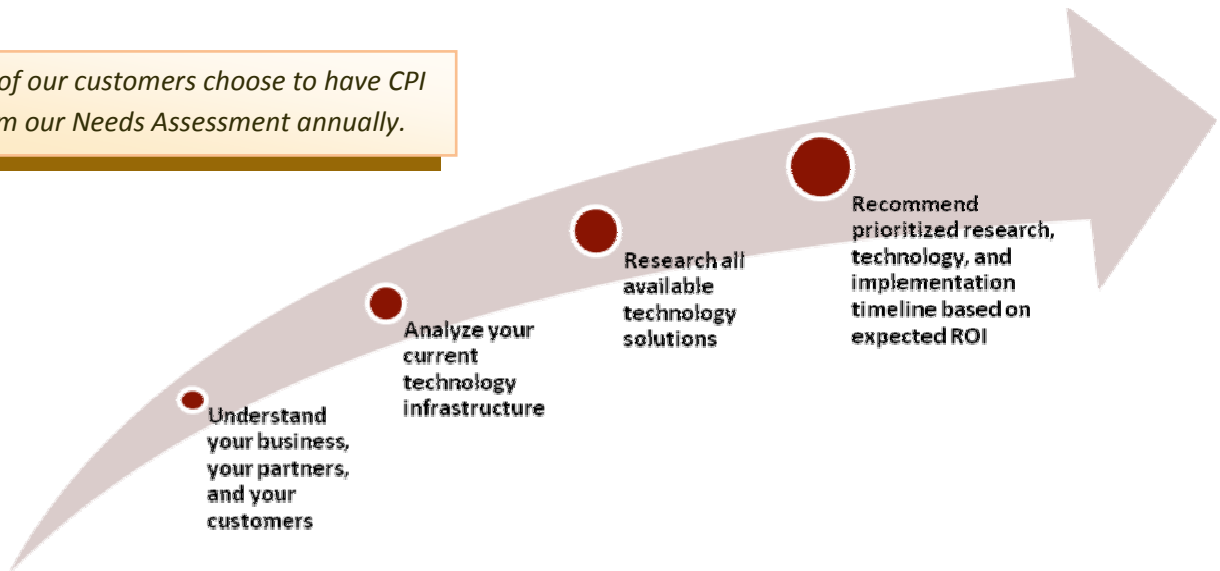 of our customers choose to have CPI
our Needs Assessment annually.
Understand
your business,
your partners,
and your
customers
Analyze your
current
technology
infrastructure
Research all
available
technology
solutions
Recommend
prioritized research,
technology, and
implementation
timeline based on
expected ROI